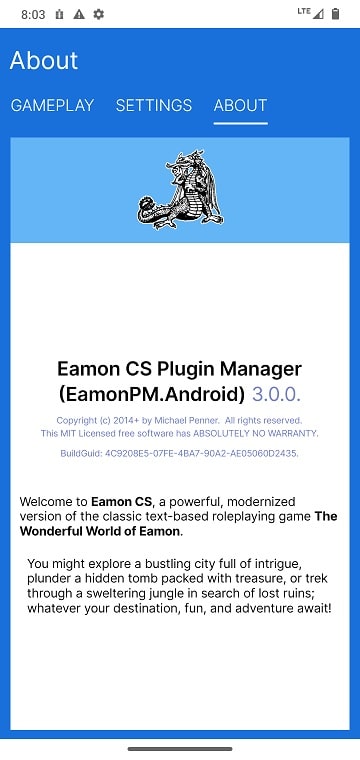 8:03
LTE
About
GAMEPLAY SETTINGS ABOUT
Eamon CS Plugin Manager
(EamonPM.Android) 3.0.0.
Copyright (c) 2014+ by Michael Penner. All rights reserved.
This MIT Licensed free software has ABSOLUTELY NO WARRANTY.
BuildGuid: 4C9208E5-07FE-4BA7-90A2-AE05060D2435.
Welcome to Eamon CS, a powerful, modernized
version of the classic text-based roleplaying game The
Wonderful World of Eamon.
You might explore a bustling city full of intrigue,
plunder a hidden tomb packed with treasure, or trek
through a sweltering jungle in search of lost ruins;
whatever your destination, fun, and adventure await!